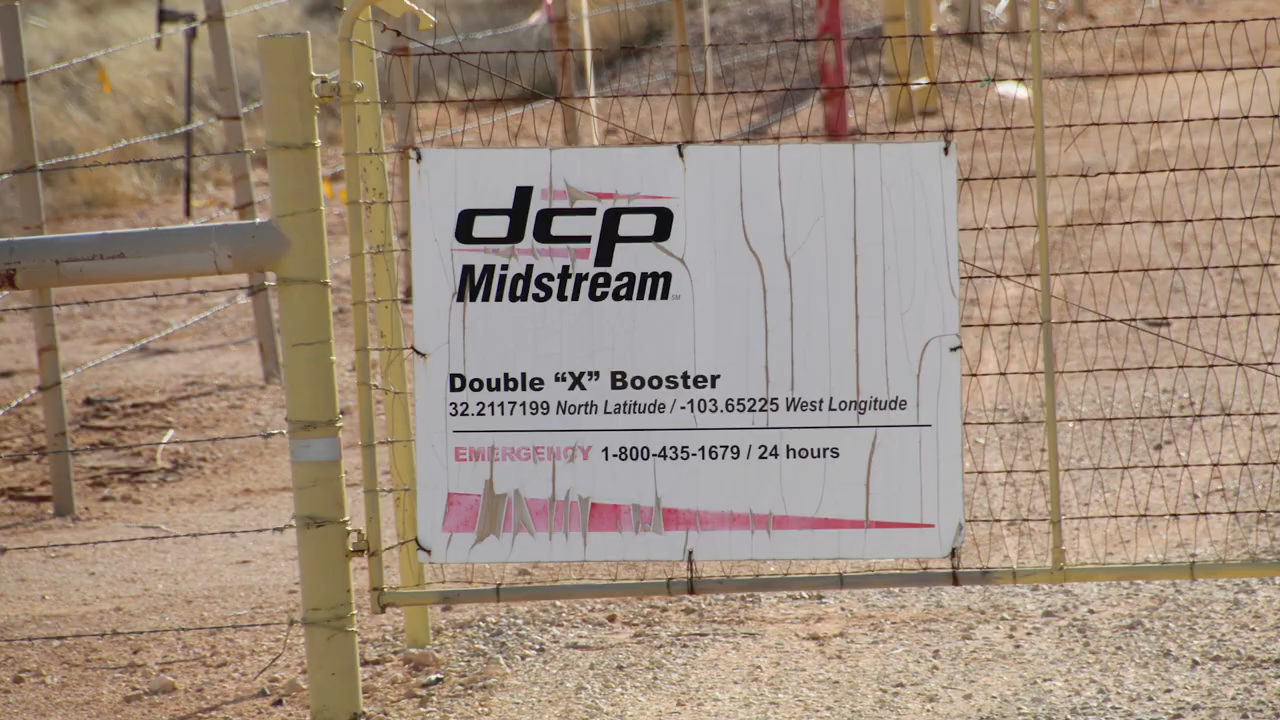 dcp
Midstream SM
Double “X” Booster
32.2117199 North Latitude / -103.65225 West Longitude
EMERGENCY 1-800-435-1679 / 24 hours